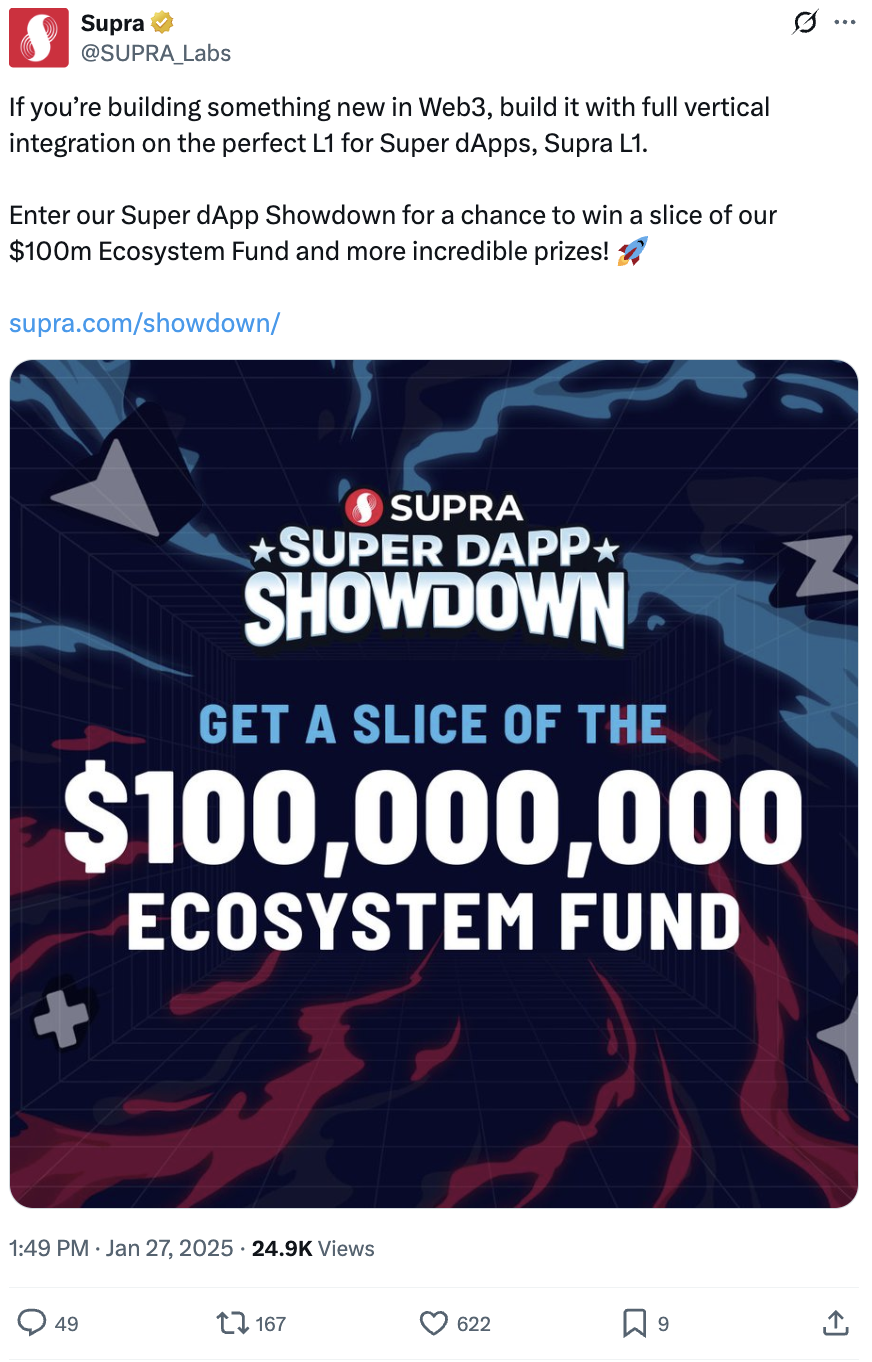 Supra
@SUPRA_Labs
If you’re building something new in Web3, build it with full vertical
integration on the perfect L1 for Super dApps, Supra L1.
Enter our Super dApp Showdown for a chance to win a slice of our
$100m Ecosystem Fund and more incredible prizes! 🚀
supra.com/showdown/
SUPRA
SUPER DAPP
SHOWDOWN
GET A SLICE OF THE
$100,000,000
ECOSYSTEM FUND
1:49 PM · Jan 27, 2025 · 24.9K Views
49 167 622 9